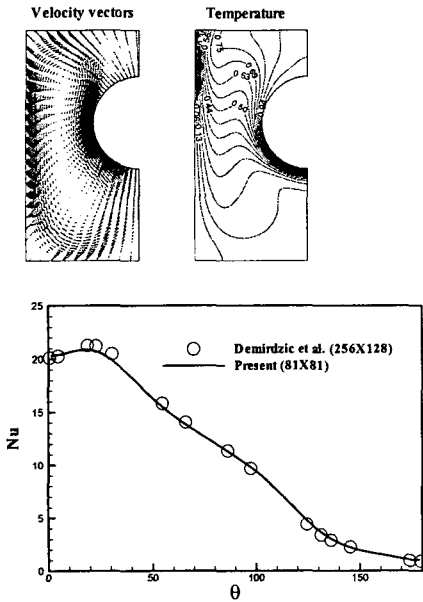 Velocity vectors
Temperature
25
20
15
10
5
0
Nu
0
50
100
150
θ
Demirdzic et al. (256X128)
Present (81X81)